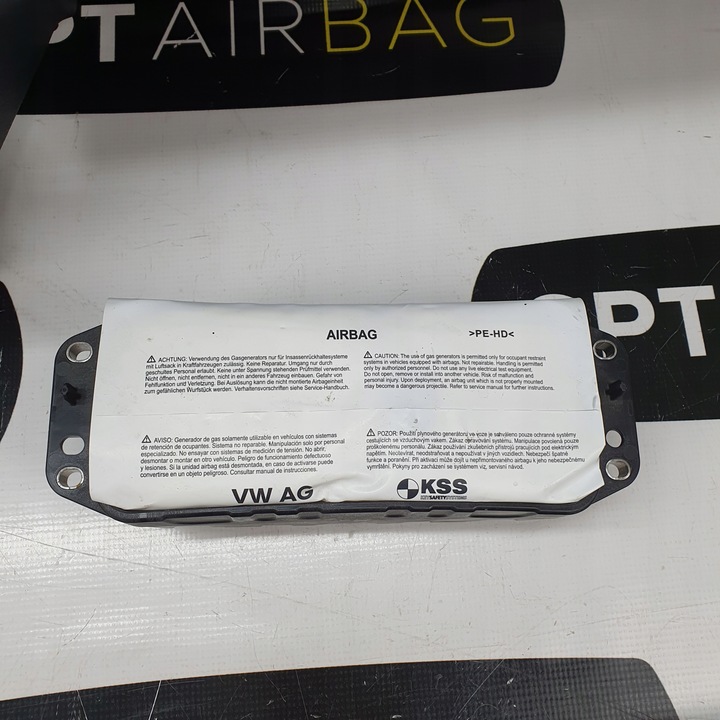 PTAIRBAG
OPT
AIRBAG >PE-HD<
ACHTUNG: Verwendung des Gasgenerators nur für Insassenrückhaltesysteme
mit Luftsack in Kraftfahrzeugen zulässig. Keine Reparatur. Umgang nur durch
geschultes Personal erlaubt. Keine unter Spannung stehenden Prüfmittel verwenden.
Nicht öffnen, nicht entfernen, nicht in ein anderes Fahrzeug einbauen. Gefahr von
Fehlfunktion und Verletzung. Bei Auslösung kann die nicht montierte Airbageinheit
zum gefährlichen Wurfstück werden. Verhaltensvorschriften siehe Service-Handbuch.
CAUTION: The use of gas generators is permitted only for occupant restraint
systems in vehicles equipped with airbags. Not repairable. Handling is permitted
only by authorized personnel. Do not use any live electrical test equipment.
Do not open, remove or install into another vehicle. Risk of malfunction and
personal injury. Upon deployment, an airbag unit which is not properly mounted
may become a dangerous projectile. Refer to service manual for further instructions.
AVISO: Generador de gas solamente utilizable en vehículos con sistemas
de retención de ocupantes. Sistema no reparable. Manipulación solo por personal
especializado. No ensayar con sistemas de medición de tensión. No abrir,
desmontar o montar en otro vehículo. Peligro de funcionamiento defectuoso
y lesiones. Si la unidad airbag está desmontada, en caso de activarse puede
convertirse en un objeto peligroso. Consultar manual de instrucciones.
POZOR: Použití plynového generátorů ve voze je schváleno pouze ochranné systémy
cestujících se vzduchovým vakem. Zákaz opravování systému. Manipulace povolená pouze
proškolenému personálu. Zákaz používání zkušebních přístrojů pracujících pod elektrickým
napětím. Neotevírat, neodstraňovat a nepoužívat v jiných vozidlech. Nebezpečí špatné
funkce a poranění. Při aktivaci může dojít u nepřimontovaného airbagu k jeho nebezpečnému
vymrštění. Pokyny pro zacházení se systémem viz, servisní návod.
VW AG KSS
KEY SAFETY SYSTEMS